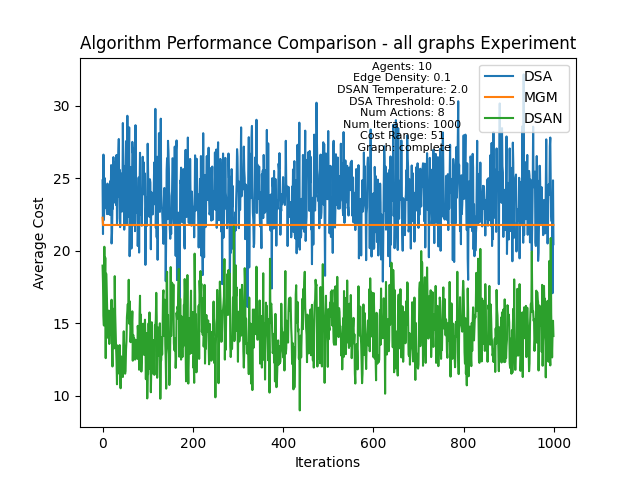 Algorithm Performance Comparison - all graphs Experiment
Agents: 10
Edge Density: 0.1
DSAN Temperature: 2.0
DSA Threshold: 0.5
Num Actions: 8
Num Iterations: 1000
Cost Range: 51
Graph: complete
DSA
MGM
DSAN
Average Cost
30
25
20
15
10
0
200
400
600
800
1000
Iterations